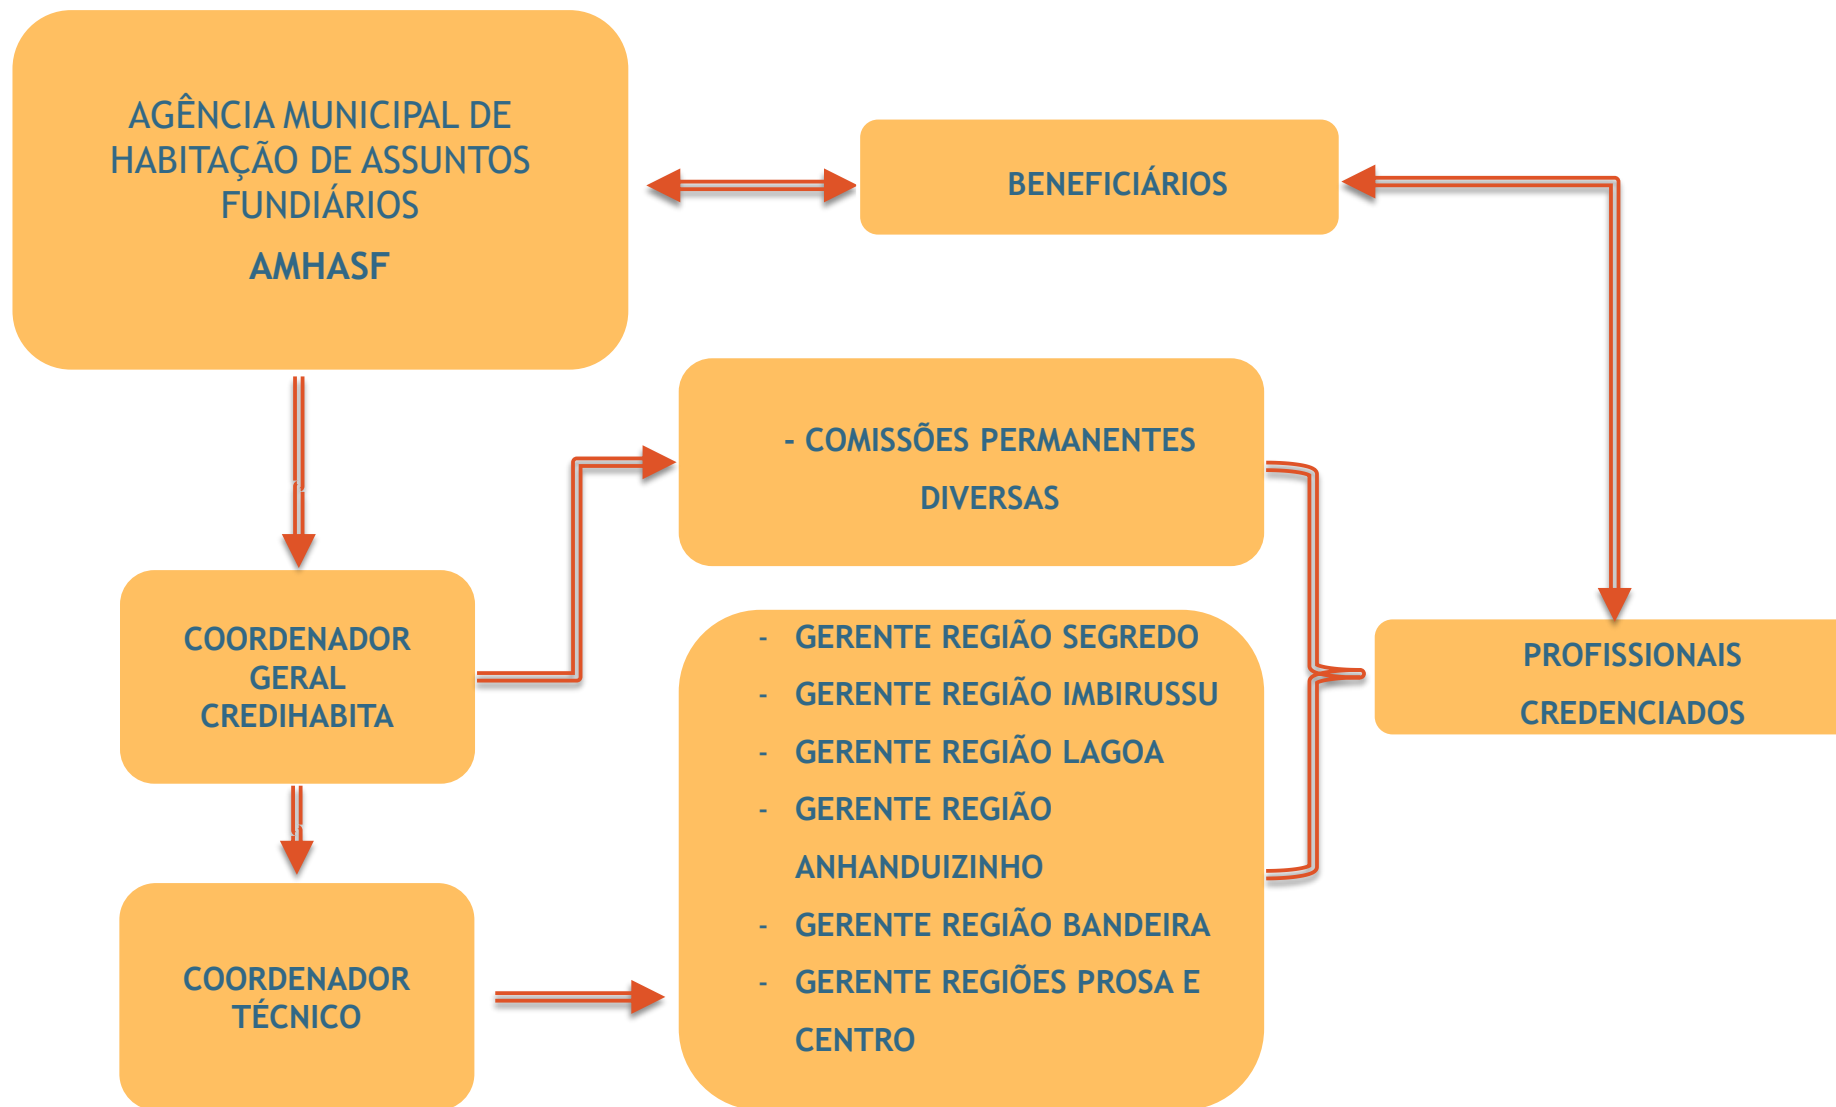 AGÊNCIA MUNICIPAL DE
HABITAÇÃO DE ASSUNTOS
FUNDIÁRIOS
AMHASF
BENEFICIÁRIOS
- COMISSÕES PERMANENTES
DIVERSAS
COORDENADOR
GERAL
CREDIHABITA
- GERENTE REGIÃO SEGREDO
- GERENTE REGIÃO IMBIRUSSU
- GERENTE REGIÃO LAGOA
- GERENTE REGIÃO
ANHANDUIZINHO
- GERENTE REGIÃO BANDEIRA
- GERENTE REGIÕES PROSA E
CENTRO
PROFISSIONAIS
CREDENCIADOS
COORDENADOR
TÉCNICO